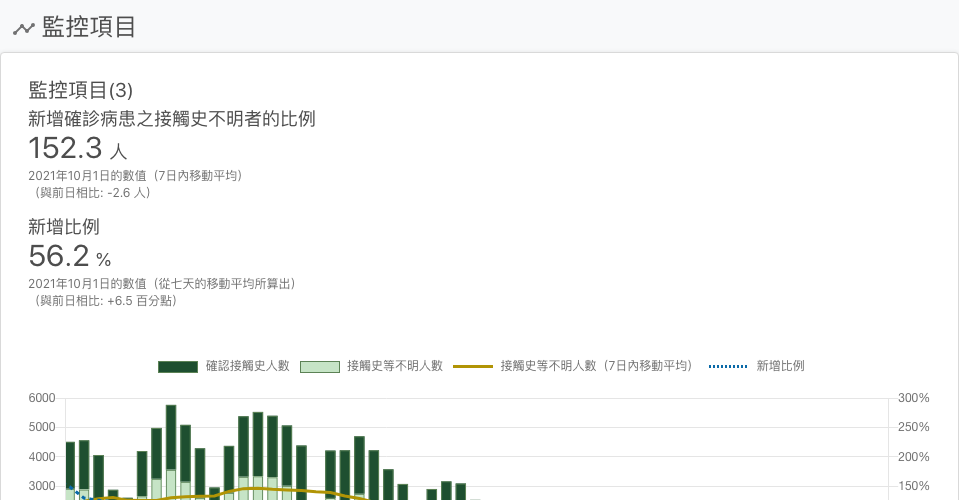 監控項目
監控項目(3)
新增確診病患之接觸史不明者的比例
152.3 人
2021年10月1日的數值（7日內移動平均）
（與前日相比: -2.6 人）
新增比例
56.2 %
2021年10月1日的數值（從七天的移動平均所算出）
（與前日相比: +6.5 百分點）
確認接觸史人數 接觸史等不明人數 接觸史等不明人數（7日內移動平均） 新增比例
6000 300%
5000 250%
4000 200%
3000 150%